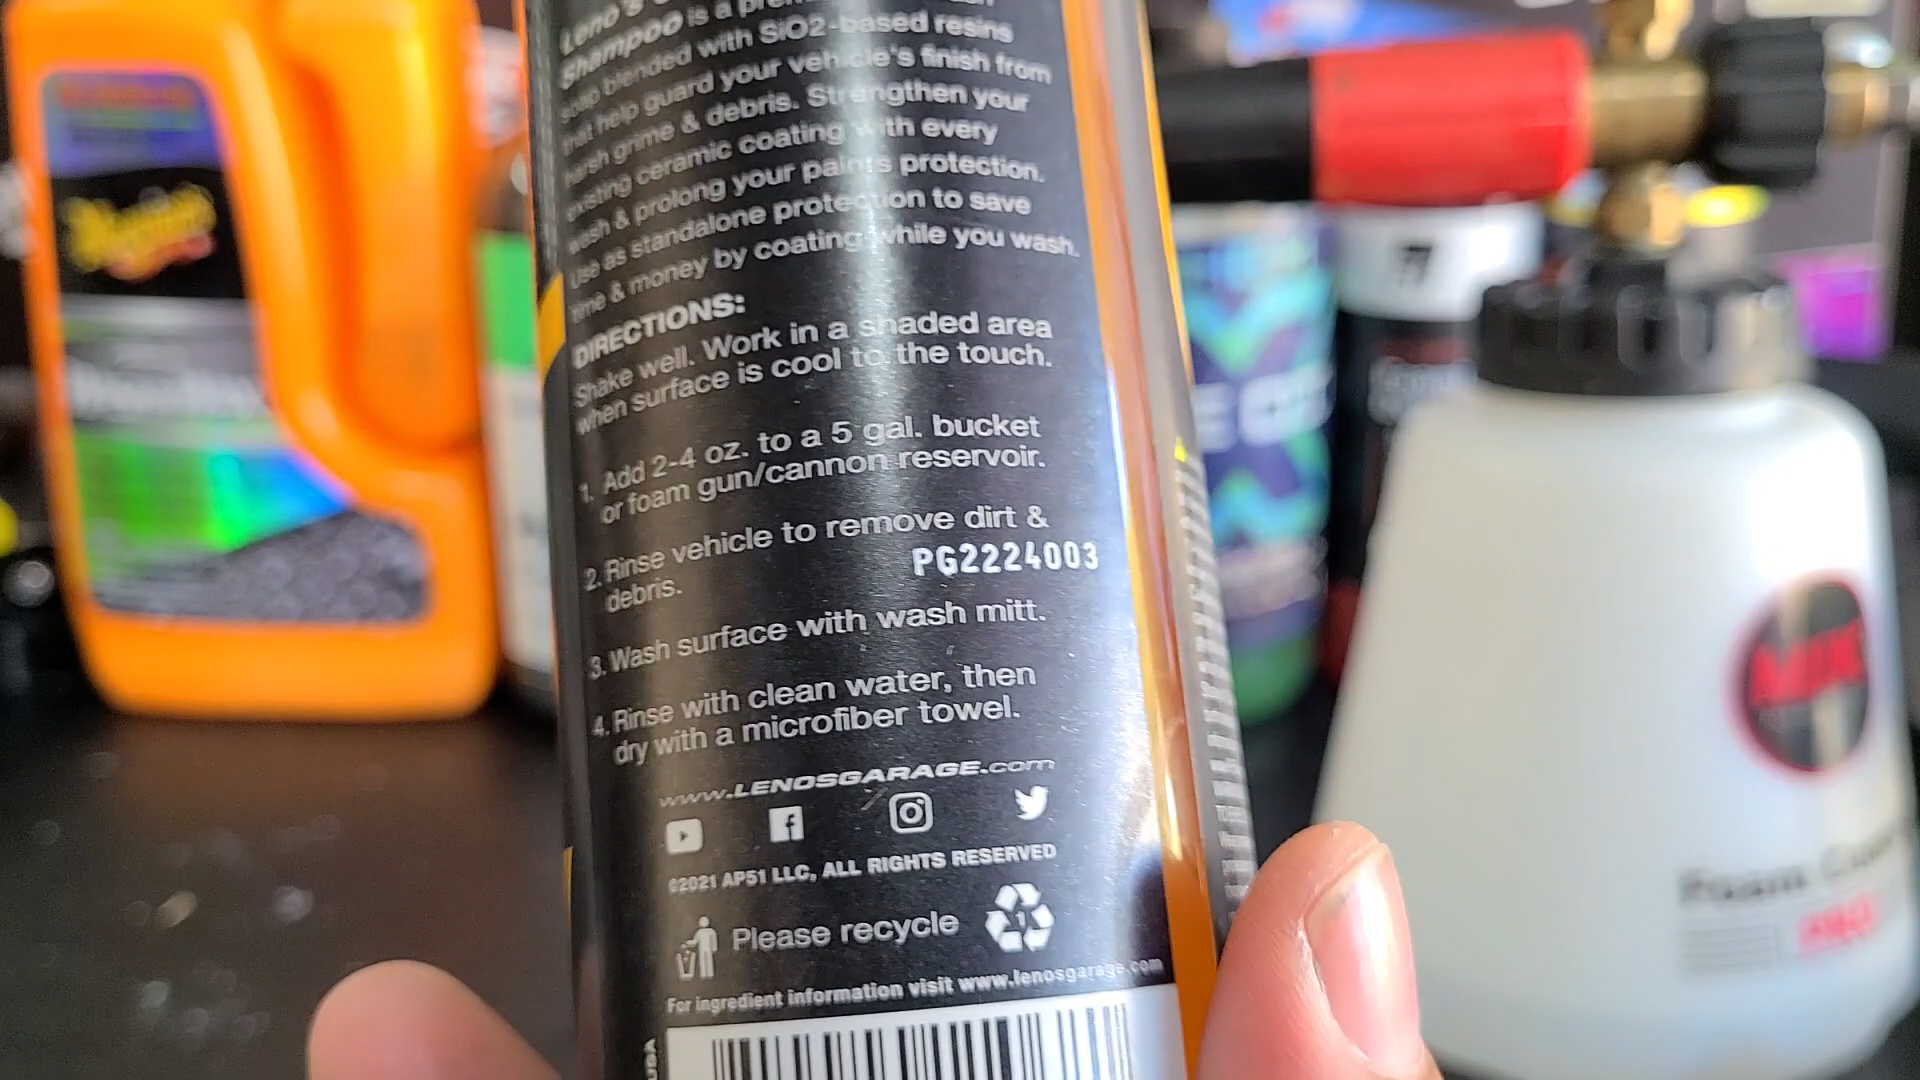 Leno's
Shampoo is a
soap blended with SiO2-based resins
that help guard your vehicle's finish from
harsh grime & debris. Strengthen your
existing ceramic coating with every
wash & prolong your paint's protection.
Use as standalone protection to save
time & money by coating while you wash.
DIRECTIONS:
Shake well. Work in a shaded area
when surface is cool to the touch.
1. Add 2-4 oz. to a 5 gal. bucket
or foam gun/cannon reservoir.
2. Rinse vehicle to remove dirt &
debris.
PG2224003
3. Wash surface with wash mitt.
4. Rinse with clean water, then
dry with a microfiber towel.
www.LENOSGARAGE.com
©2021 AP51 LLC, ALL RIGHTS RESERVED
Please recycle
1
For ingredient information visit www.lenosgarage.com
USA
Meguiar's
MJJC
Foam
PRO